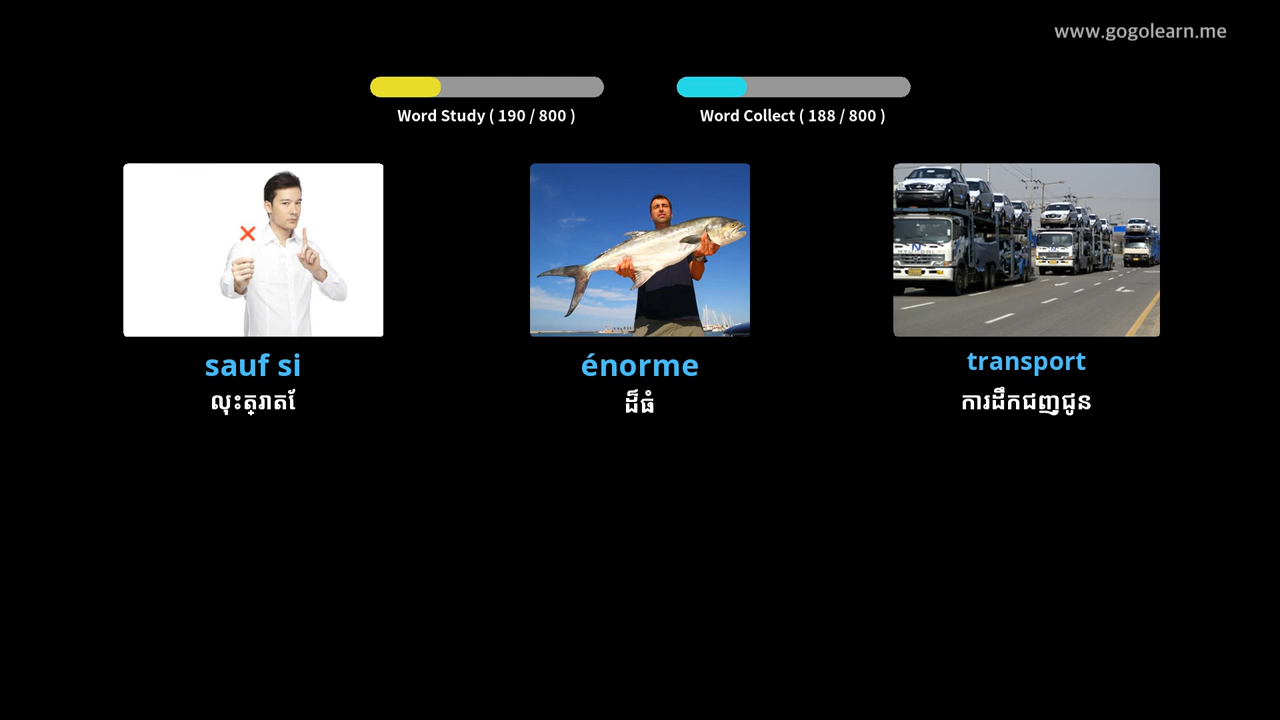 www.gogolearn.me
Word Study ( 190 / 800 )
Word Collect ( 188 / 800 )
sauf si
énorme
transport
លុះត្រាតែ
ដ៏ធំ
ការដឹកជញ្ជូន